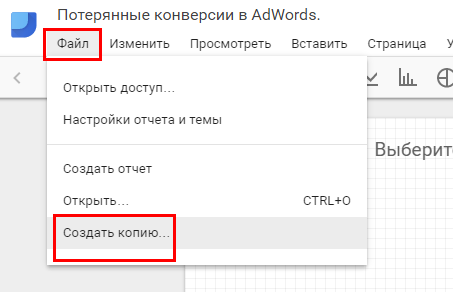 Потерянные конверсии в AdWords.
Файл Изменить Просмотреть Вставить Страница
Открыть доступ...
Настройки отчета и темы
Создать отчет
Открыть... CTRL+O
Создать копию...
Выберите